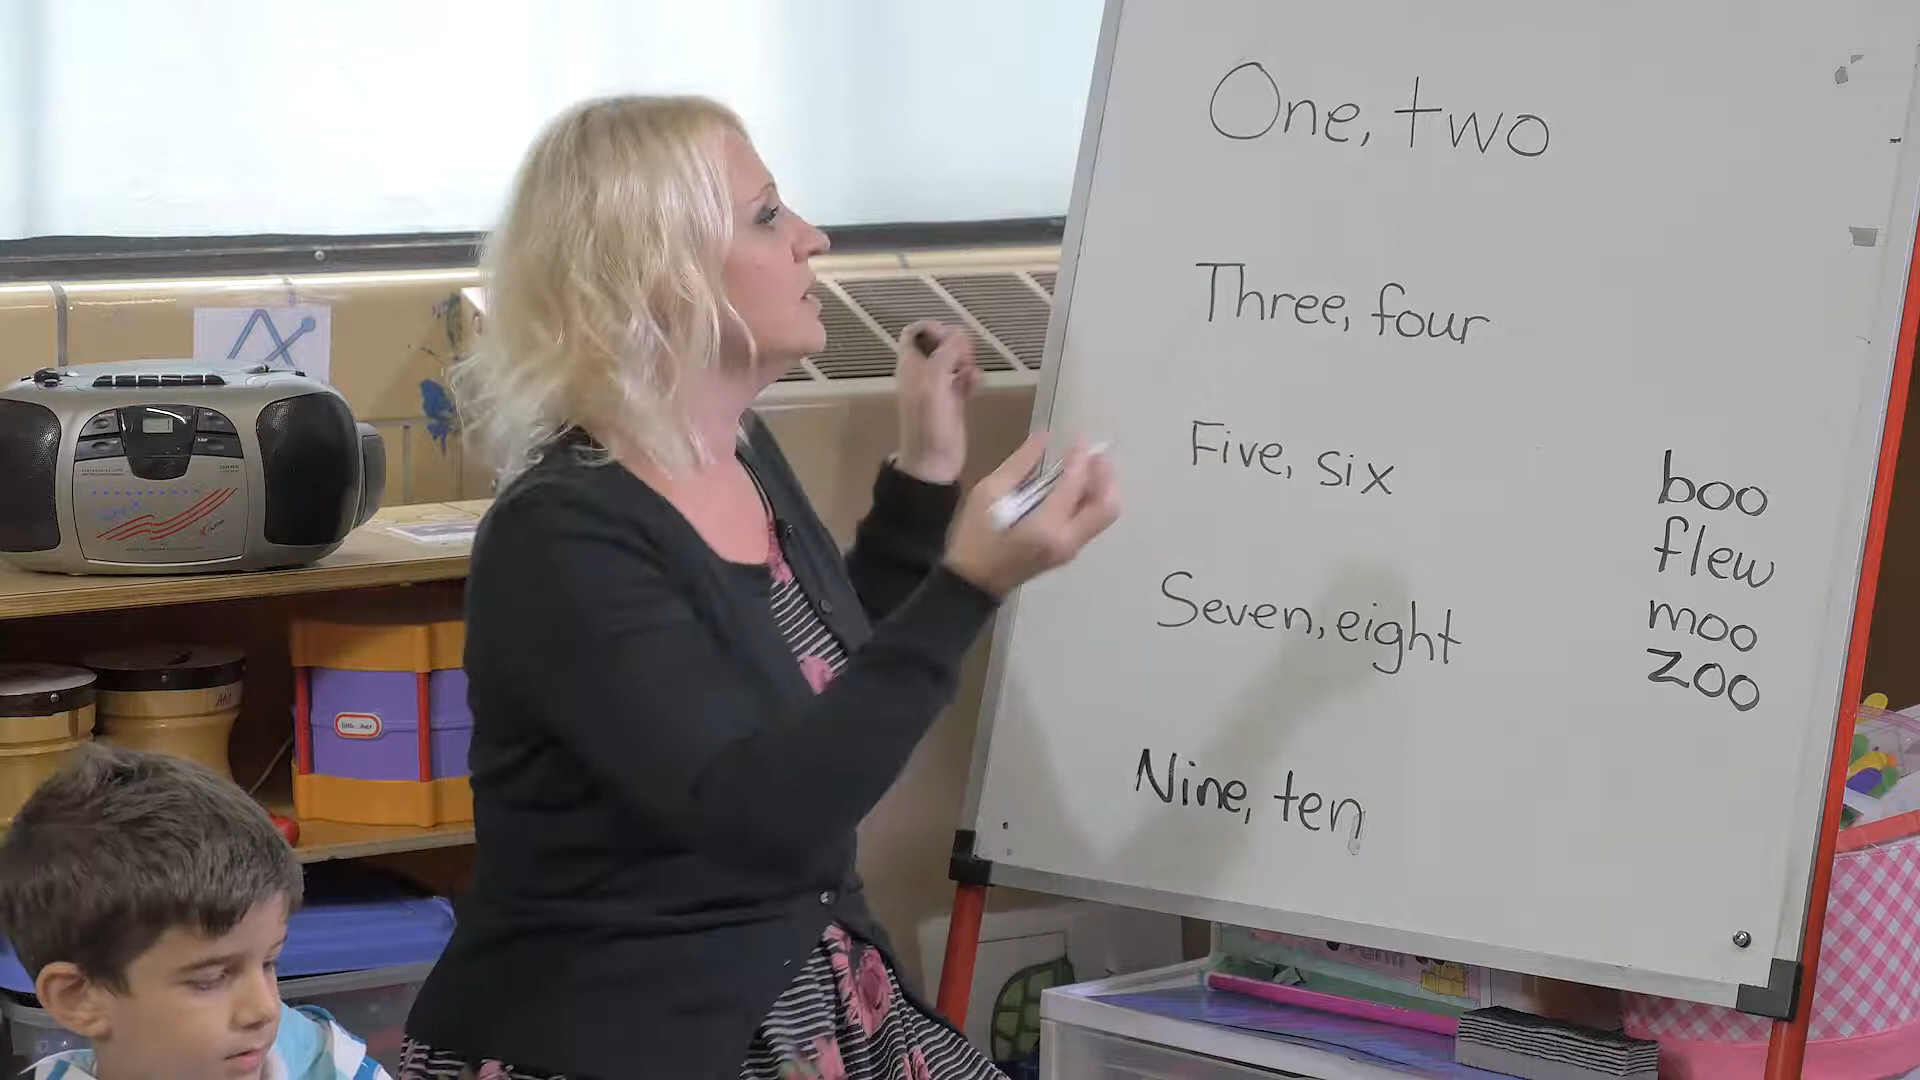 One, two
Three, four
Five, six
Seven, eight
Nine, ten
boo
flew
moo
zoo